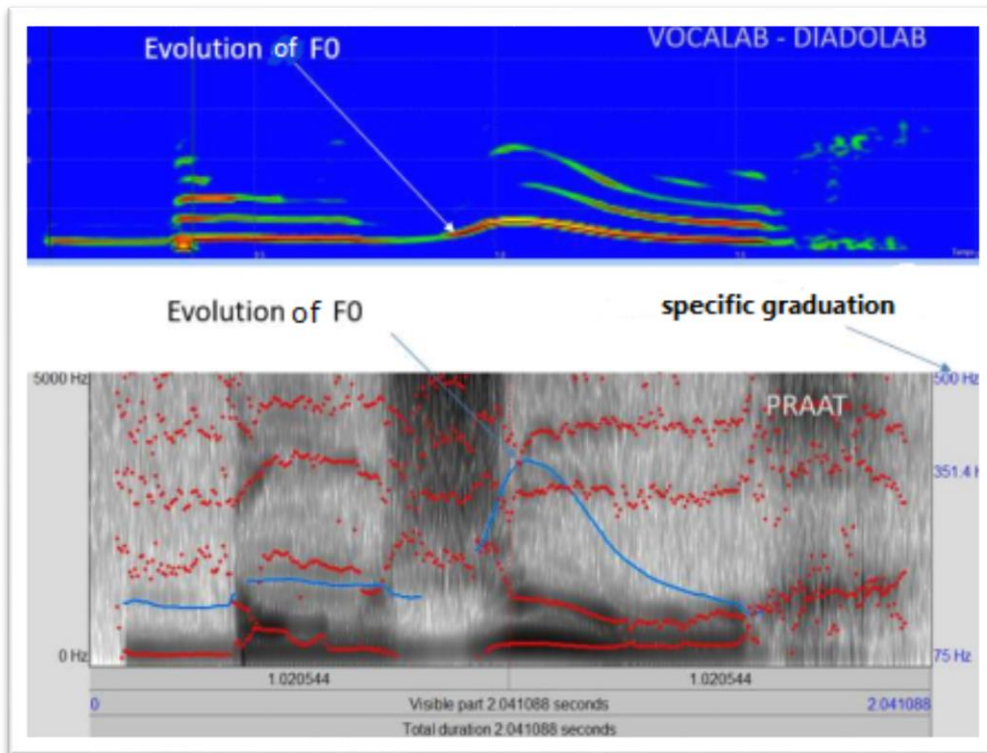 Evolution of F0
VOCALAB - DIADOLAB
Evolution of F0
specific graduation
5000 Hz
500 Hz
PRAAT
351.4 H
0 Hz
75 Hz
1.020544
1.020544
0
Visible part 2.041088 seconds
2.041088
Total duration 2.041088 seconds